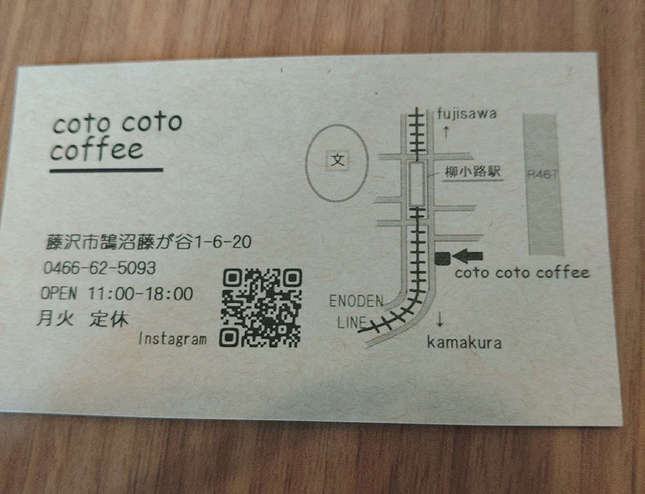 coto coto
coffee
藤沢市鵠沼藤が谷1-6-20
0466-62-5093
OPEN 11:00-18:00
月火 定休
Instagram
fujisawa
↑
文
柳小路駅
R467
coto coto coffee
ENODEN
LINE
↓
kamakura